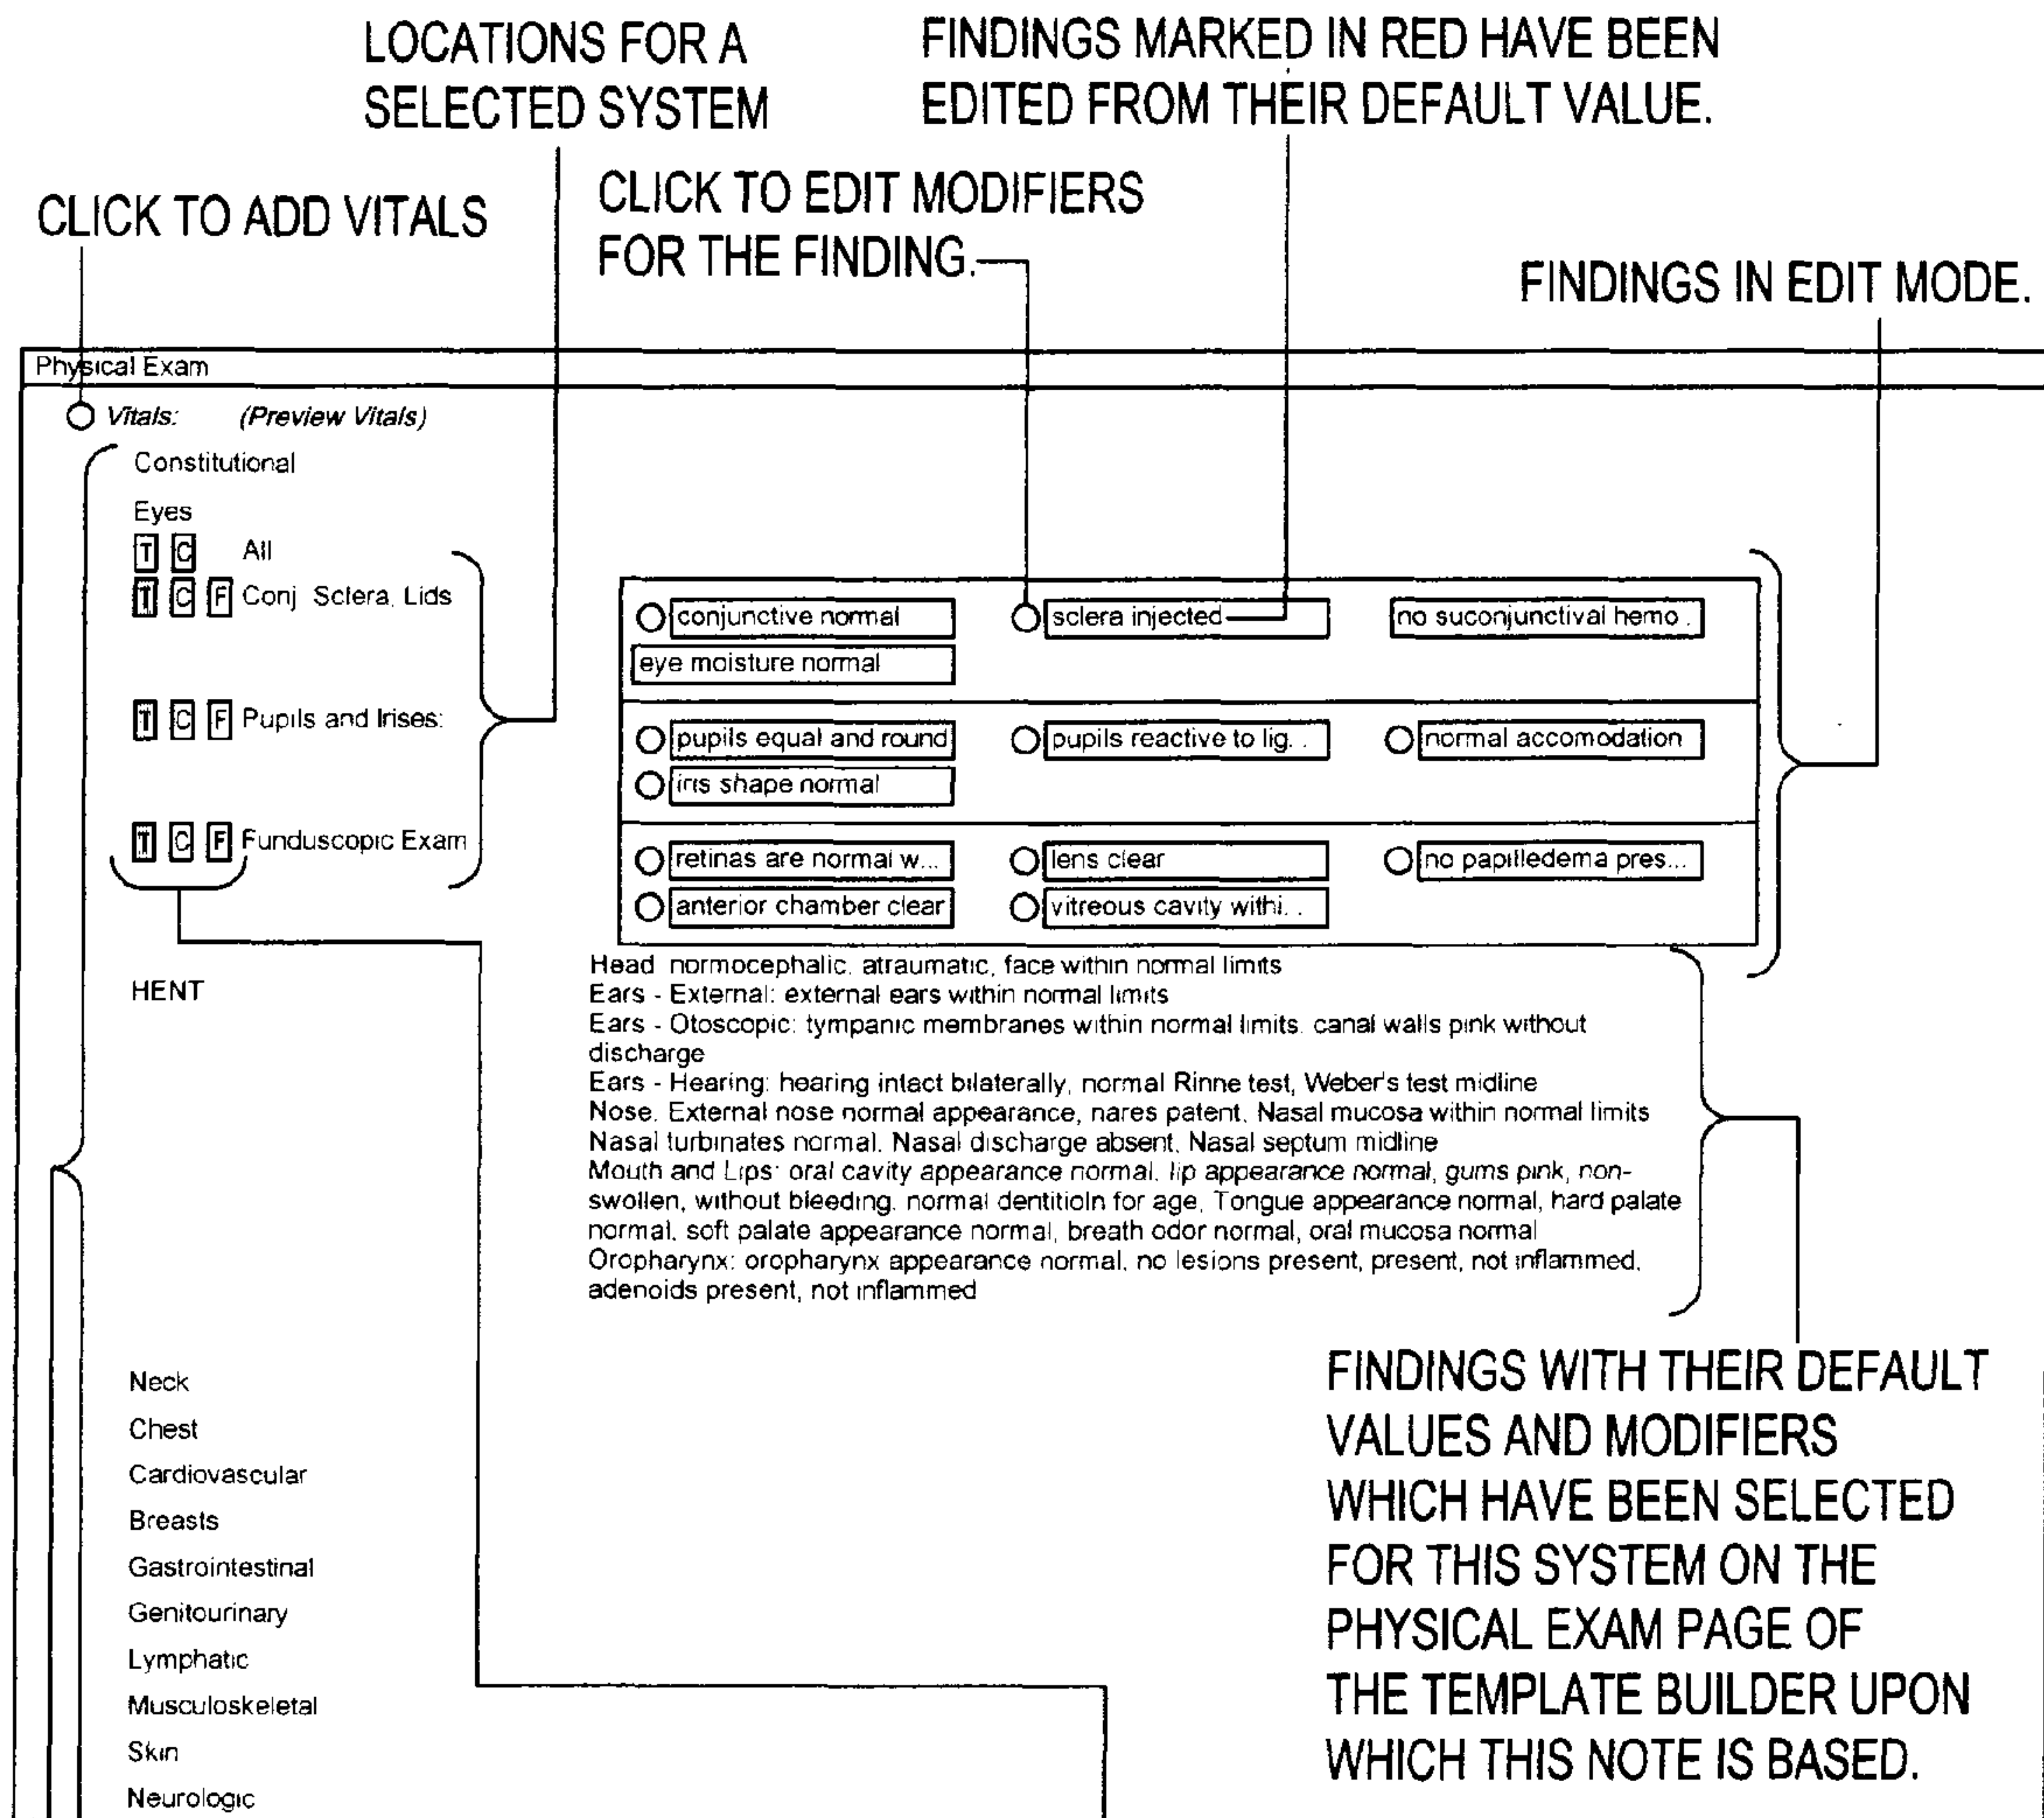 LOCATIONS FOR A
SELECTED SYSTEM
FINDINGS MARKED IN RED HAVE BEEN
EDITED FROM THEIR DEFAULT VALUE.
CLICK TO ADD VITALS
CLICK TO EDIT MODIFIERS
FOR THE FINDING.
FINDINGS IN EDIT MODE.
Physical Exam
Vitals: (Preview Vitals)
Constitutional
Eyes
T C All
T C F Conj Sclera, Lids
conjunctive normal
sclera injected
no suconjunctival hemo .
eye moisture normal
T C F Pupils and Irises:
pupils equal and round
pupils reactive to lig. .
normal accomodation
iris shape normal
T C F Funduscopic Exam
retinas are normal w...
lens clear
no papilledema pres...
anterior chamber clear
vitreous cavity withi. .
HENT
Head normocephalic, atraumatic, face within normal limits
Ears - External: external ears within normal limits
Ears - Otoscopic: tympanic membranes within normal limits. canal walls pink without
discharge
Ears - Hearing: hearing intact bilaterally, normal Rinne test, Weber's test midline
Nose. External nose normal appearance, nares patent, Nasal mucosa within normal limits
Nasal turbinates normal. Nasal discharge absent, Nasal septum midline
Mouth and Lips: oral cavity appearance normal, lip appearance normal, gums pink, non-
swollen, without bleeding, normal dentitioln for age, Tongue appearance normal, hard palate
normal, soft palate appearance normal, breath odor normal, oral mucosa normal
Oropharynx: oropharynx appearance normal, no lesions present, present, not inflammed,
adenoids present, not inflammed
Neck
Chest
Cardiovascular
Breasts
Gastrointestinal
Genitourinary
Lymphatic
Musculoskeletal
Skin
Neurologic
FINDINGS WITH THEIR DEFAULT
VALUES AND MODIFIERS
WHICH HAVE BEEN SELECTED
FOR THIS SYSTEM ON THE
PHYSICAL EXAM PAGE OF
THE TEMPLATE BUILDER UPON
WHICH THIS NOTE IS BASED.